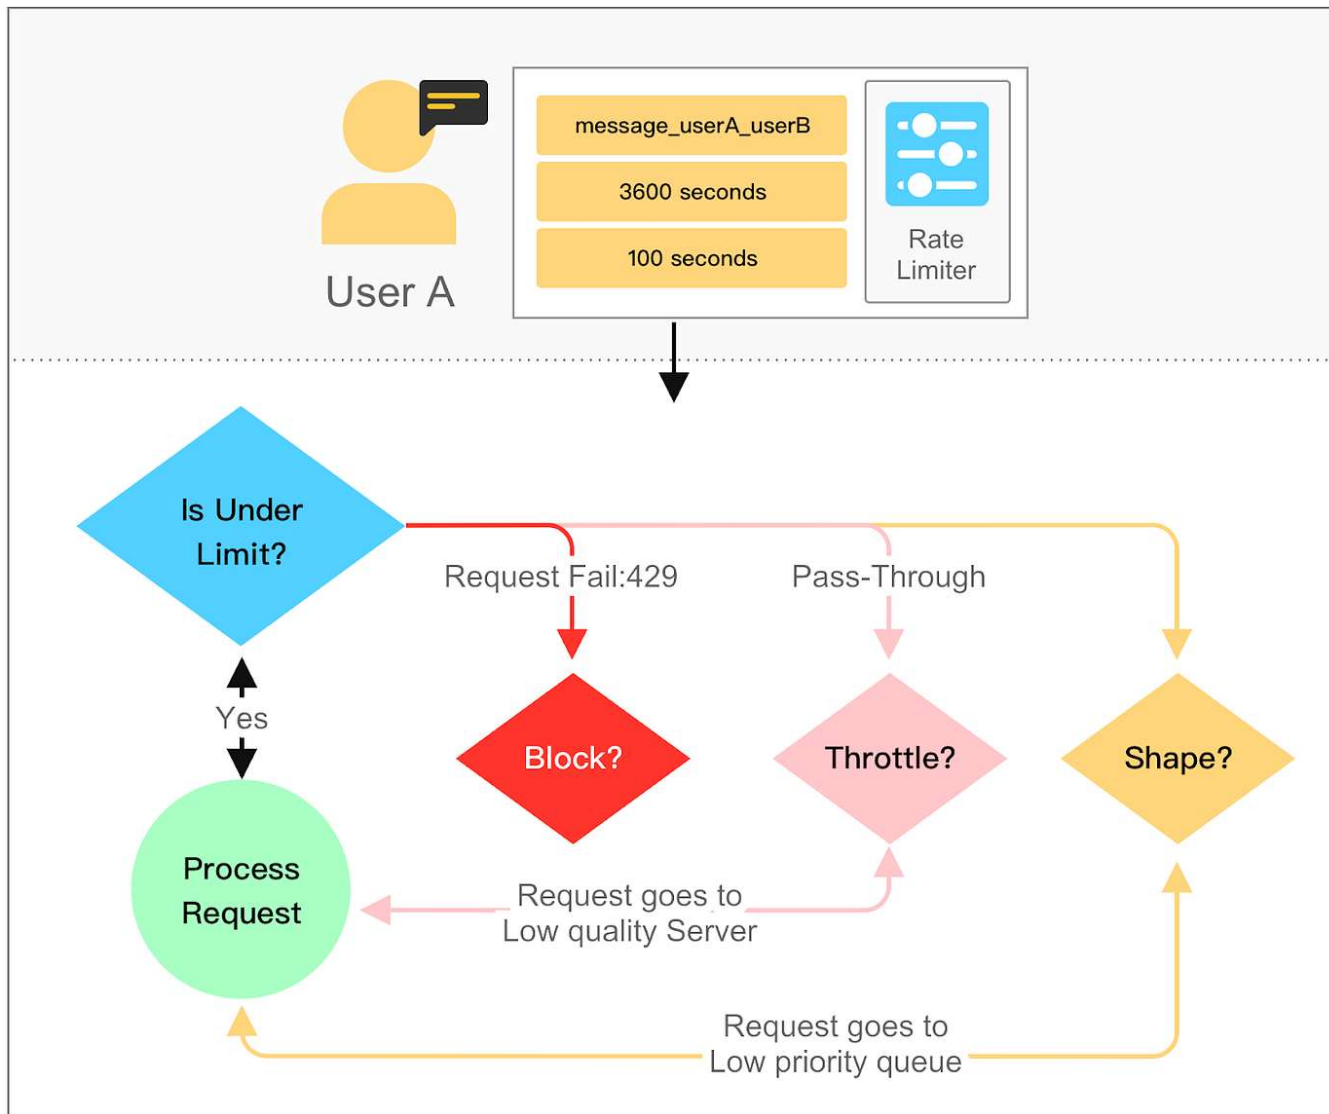 message_userA_userB
3600 seconds
100 seconds
Rate
Limiter
User A
Is Under
Limit?
Request Fail:429
Pass-Through
Yes
Block?
Throttle?
Shape?
Process
Request
Request goes to
Low quality Server
Request goes to
Low priority queue